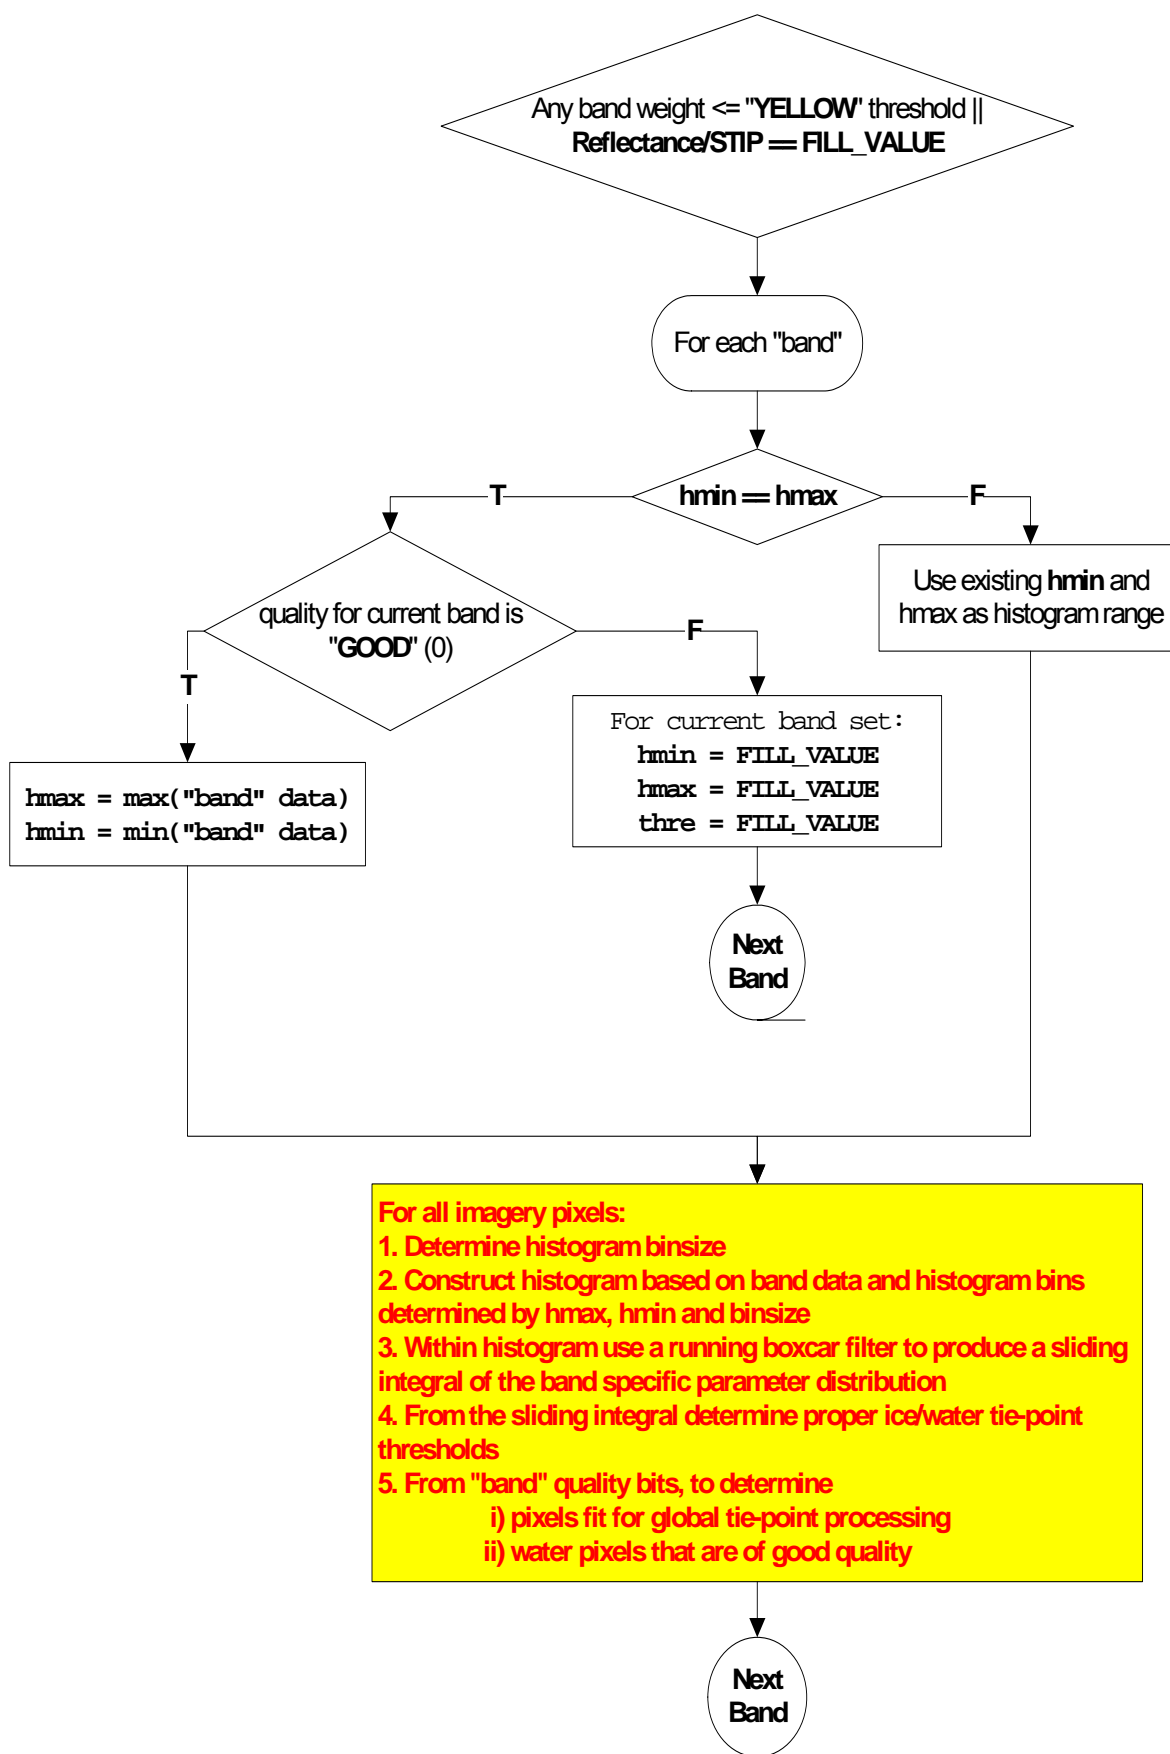 Any band weight <= "YELLOW" threshold ||
Reflectance/STIP == FILL_VALUE
For each "band"
hmin == hmax
T
F
Use existing hmin and
hmax as histogram range
quality for current band is
"GOOD" (0)
T
F
hmax = max("band" data)
hmin = min("band" data)
For current band set:
hmin = FILL_VALUE
hmax = FILL_VALUE
thre = FILL_VALUE
Next
Band
For all imagery pixels:
1. Determine histogram binsize
2. Construct histogram based on band data and histogram bins
determined by hmax, hmin and binsize
3. Within histogram use a running boxcar filter to produce a sliding
integral of the band specific parameter distribution
4. From the sliding integral determine proper ice/water tie-point
thresholds
5. From "band" quality bits, to determine
i) pixels fit for global tie-point processing
ii) water pixels that are of good quality
Next
Band